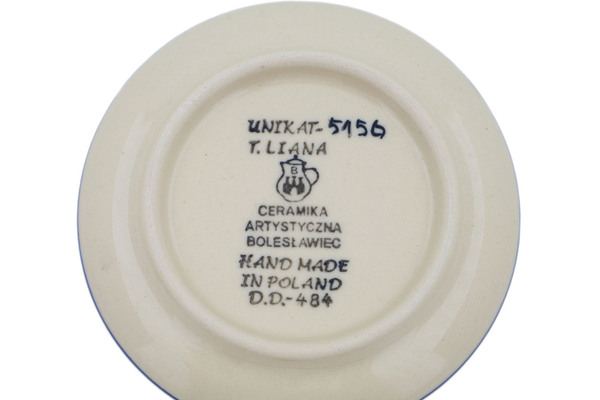 UNIKAT-5156
T. LIANA
B
CERAMIKA
ARTYSTYCZNA
BOLESŁAWIEC
HAND MADE
IN POLAND
D.D.-484